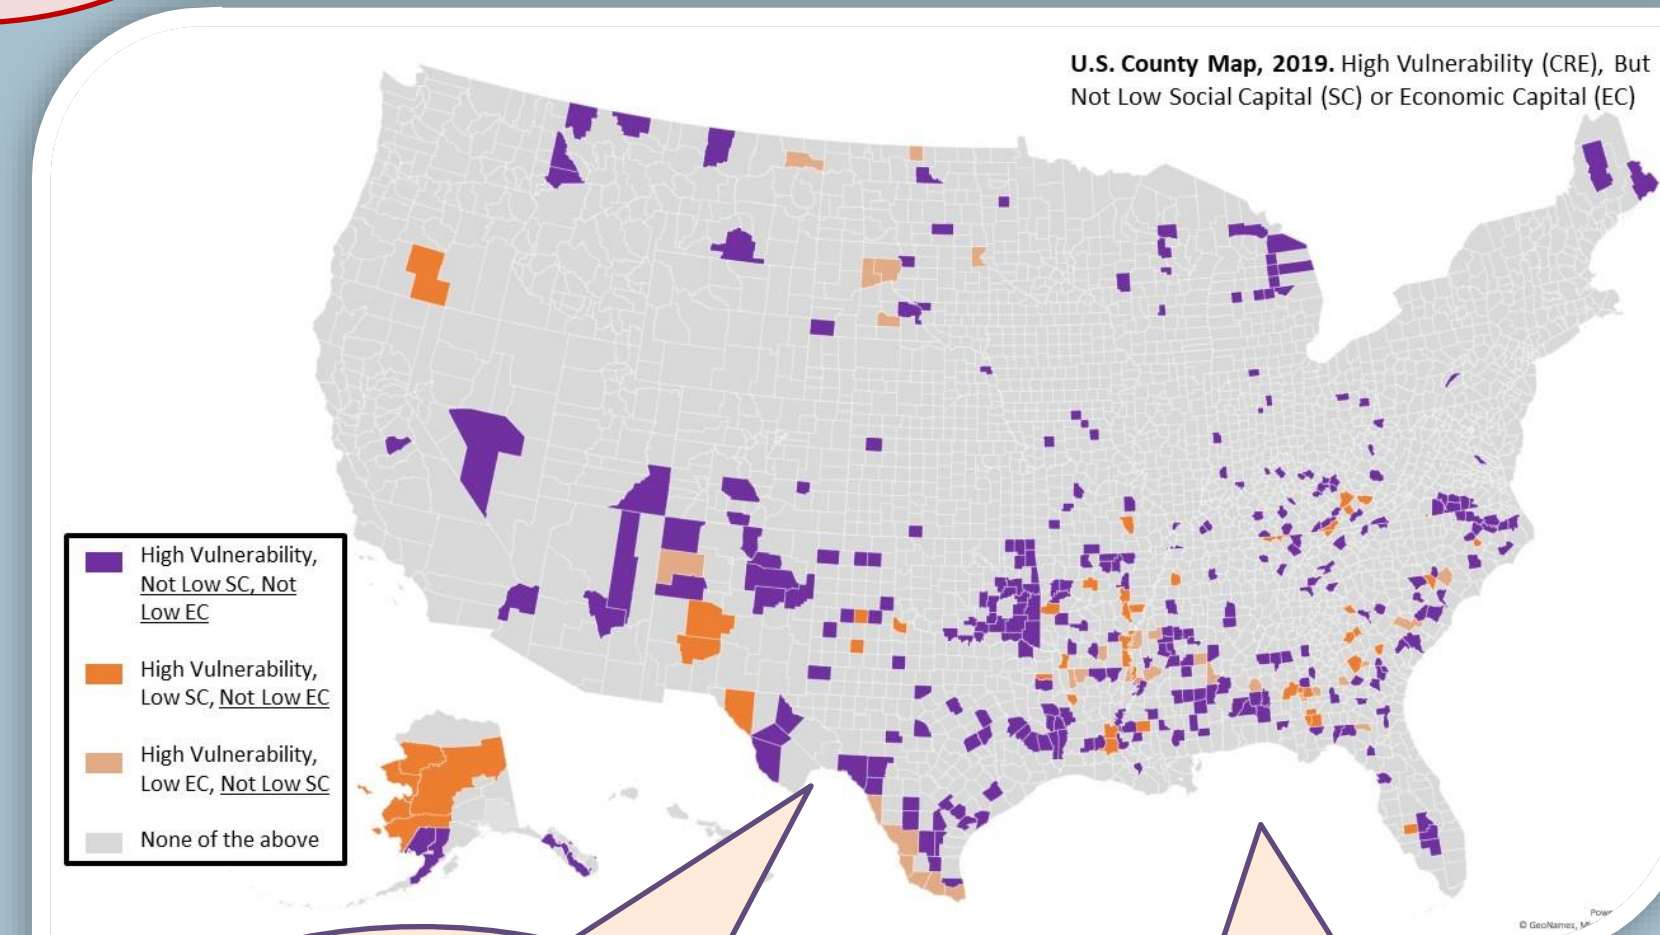 U.S. County Map, 2019. High Vulnerability (CRE), But
Not Low Social Capital (SC) or Economic Capital (EC)
High Vulnerability,
Not Low SC, Not
Low EC
High Vulnerability,
Low SC, Not Low EC
High Vulnerability,
Low EC, Not Low SC
None of the above
© GeoNames,